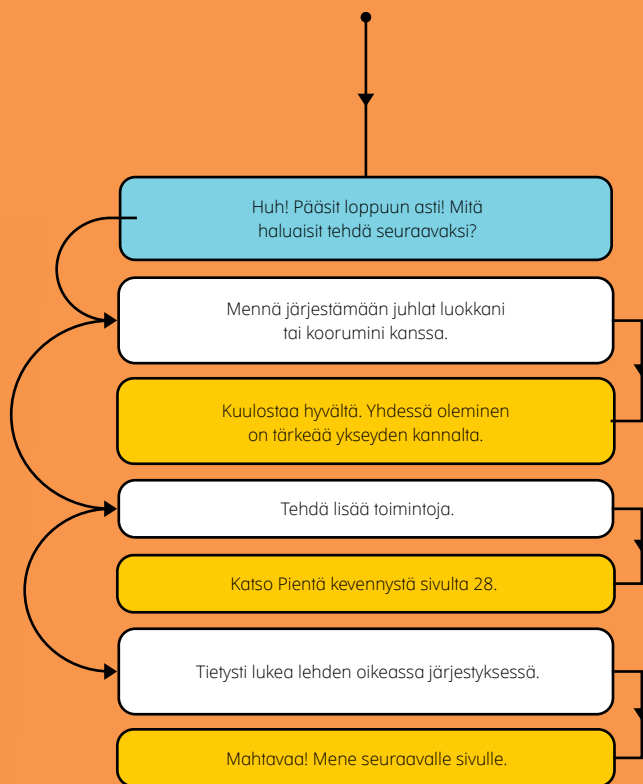 Huh! Pääsit loppuun asti! Mitä
haluaisit tehdä seuraavaksi?
Mennä järjestämään juhlat luokkani
tai koorumini kanssa.
Kuulostaa hyvältä. Yhdessä oleminen
on tärkeää ykseyden kannalta.
Tehdä lisää toimintoja.
Katso Pientä kevennystä sivulta 28.
Tietysti lukea lehden oikeassa järjestyksessä.
Mahtavaa! Mene seuraavalle sivulle.